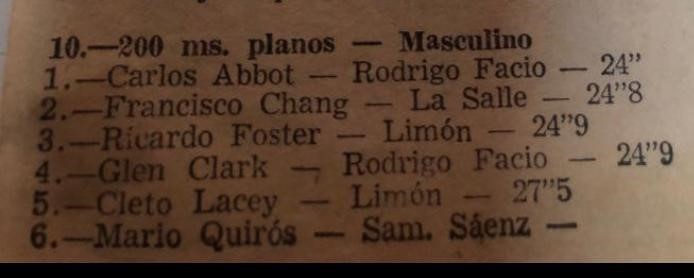 10.—200 ms. planos — Masculino
1.—Carlos Abbot — Rodrigo Facio — 24”
2.—Francisco Chang — La Salle — 24”8
3.—Ricardo Foster — Limón — 24”9
4.—Glen Clark — Rodrigo Facio — 24”9
5.—Cleto Lacey — Limón — 27”5
6.—Mario Quirós — Sam. Sáenz —